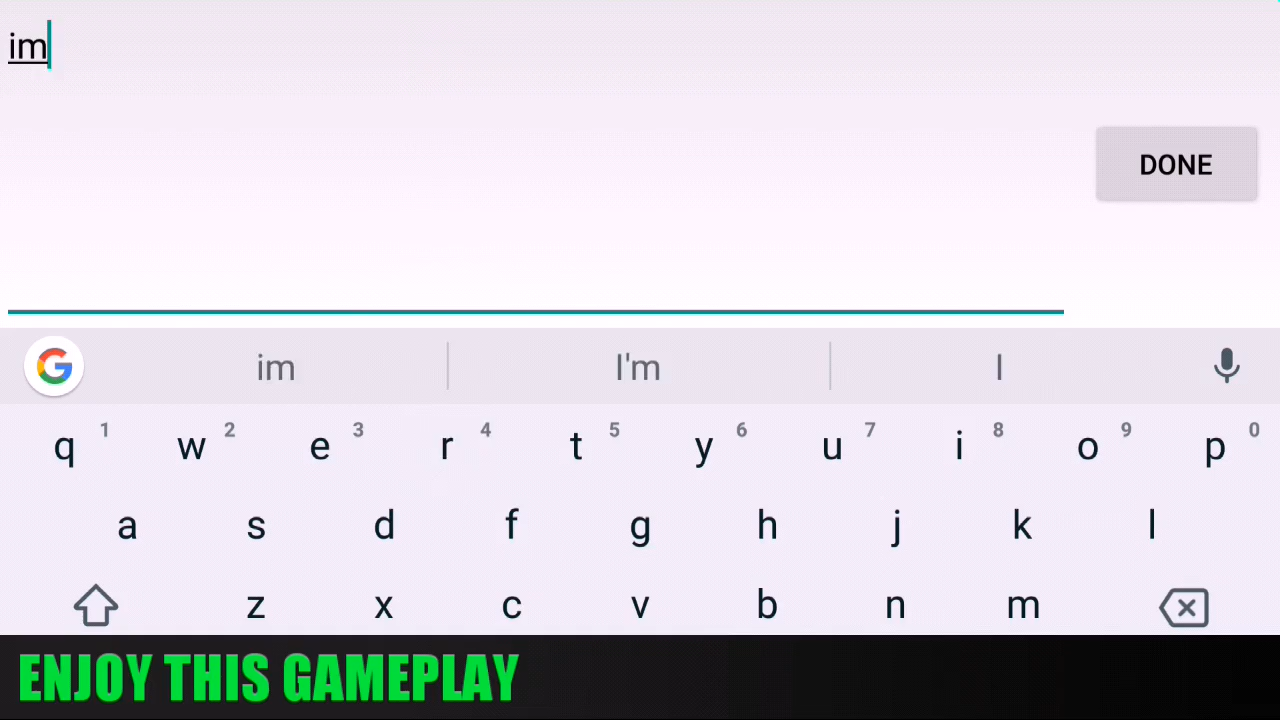 im
DONE
im I'm I
q 1 w 2 e 3 r 4 t 5 y 6 u 7 i 8 o 9 p 0
a s d f g h j k l
z x c v b n m
ENJOY THIS GAMEPLAY